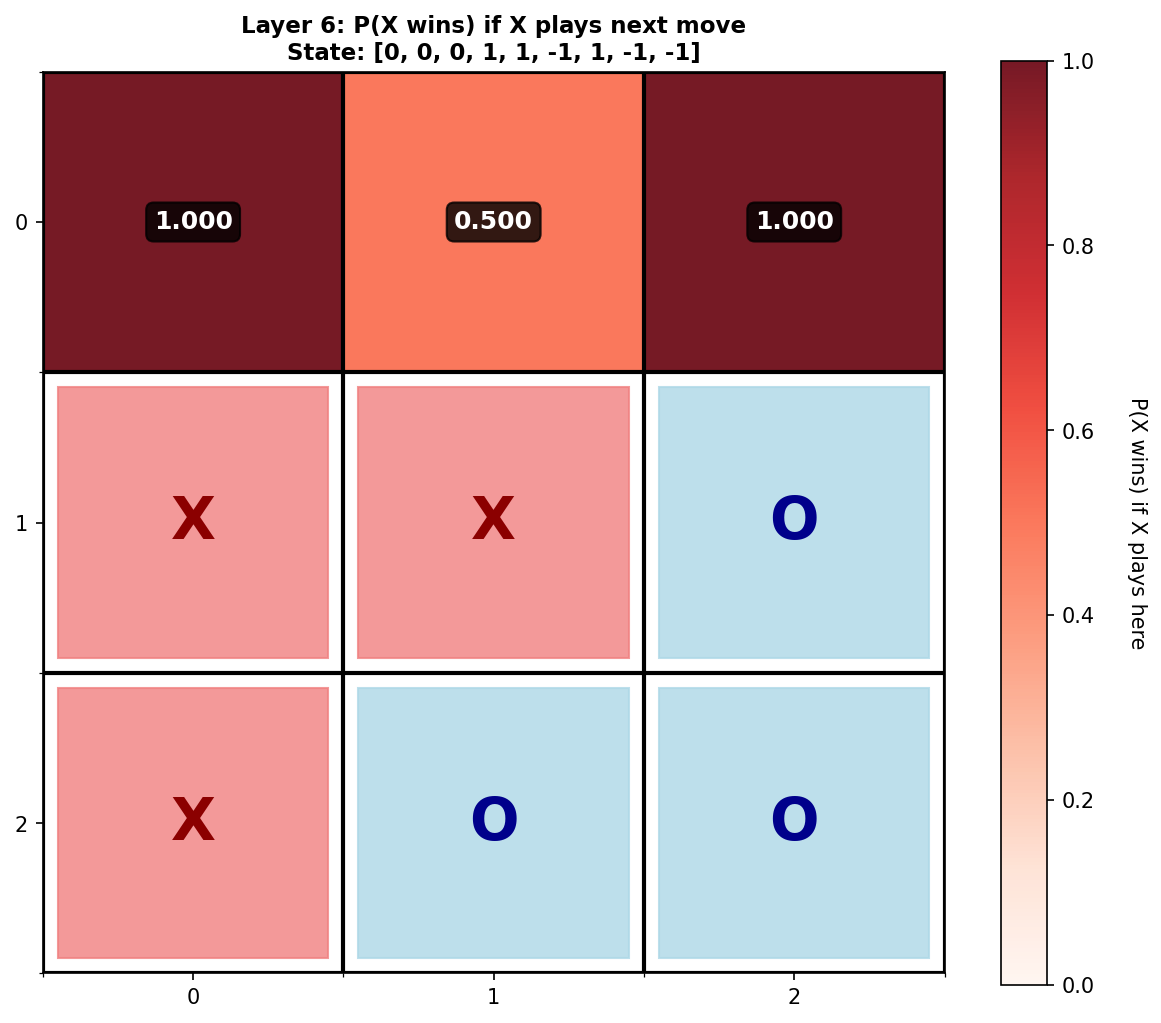 Layer 6: P(X wins) if X plays next move
State: [0, 0, 0, 1, 1, -1, 1, -1, -1]
0
1.000
0.500
1.000
1
X
X
O
2
X
O
O
0
1
2
1.0
0.8
0.6
0.4
0.2
0.0
P(X wins) if X plays here